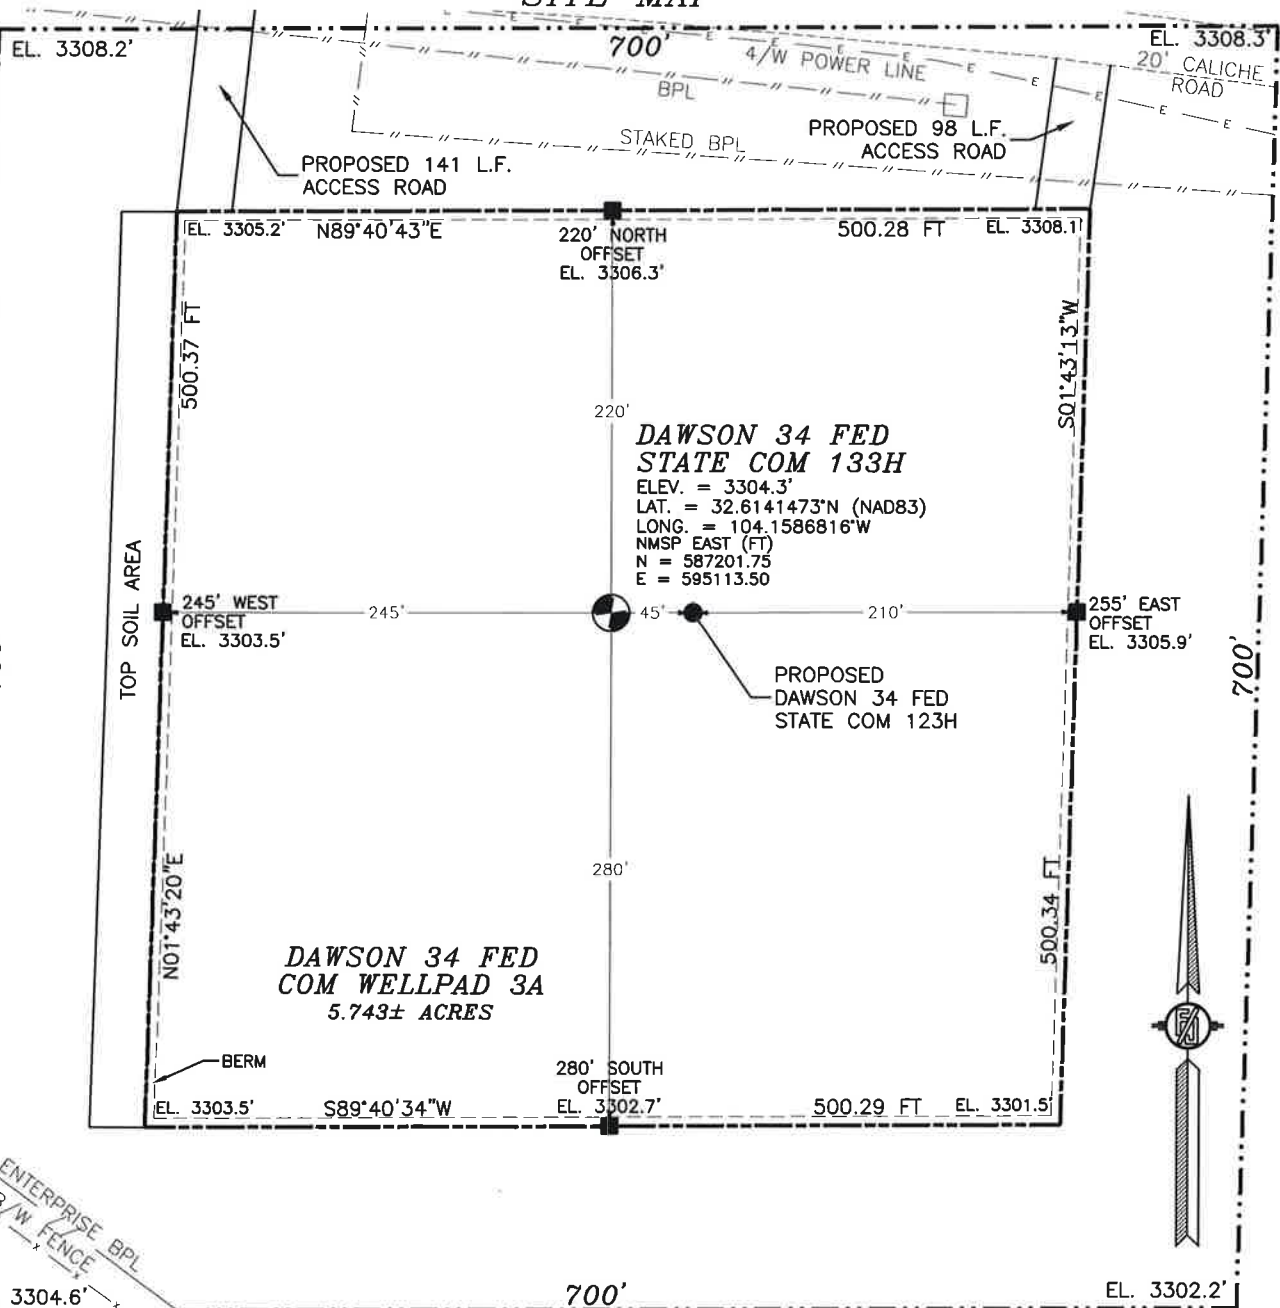 SITE MAP
EL. 3308.2'
700'
EL. 3308.3'
4/W POWER LINE
20' CALICHE
ROAD
BPL
E E E E E E E E E
STAKED BPL
PROPOSED 98 L.F.
ACCESS ROAD
PROPOSED 141 L.F.
ACCESS ROAD
EL. 3305.2'
N89°40'43"E
220' NORTH
OFFSET
EL. 3306.3'
500.28 FT
EL. 3308.1'
500.37 FT
S01°43'13"W
220'
DAWSON 34 FED
STATE COM 133H
ELEV. = 3304.3'
LAT. = 32.6141473°N (NAD83)
LONG. = 104.1586816°W
NMSP EAST (FT)
N = 587201.75
E = 595113.50
TOP SOIL AREA
245' WEST
OFFSET
EL. 3303.5'
245'
45'
210'
255' EAST
OFFSET
EL. 3305.9'
700'
PROPOSED
DAWSON 34 FED
STATE COM 123H
280'
N01°43'20"E
500.34 FT
DAWSON 34 FED
COM WELLPAD 3A
5.743± ACRES
BERM
280' SOUTH
OFFSET
EL. 3302.7'
EL. 3303.5'
S89°40'34"W
500.29 FT
EL. 3301.5'
ENTERPRISE BPL
/W FENCE
3304.6'
700'
EL. 3302.2'